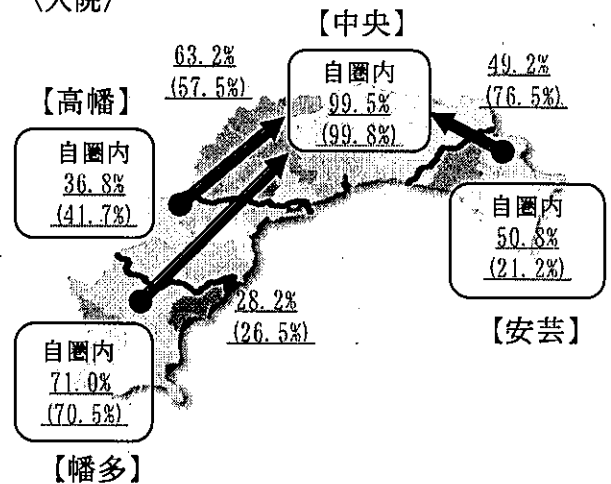 〈入院〉
【中央】
自圏内
99.5%
(99.8%)
63.2%
(57.5%)
49.2%
(76.5%)
【高幡】
自圏内
36.8%
(41.7%)
自圏内
50.8%
(21.2%)
【安芸】
28.2%
(26.5%)
自圏内
71.0%
(70.5%)
【幡多】